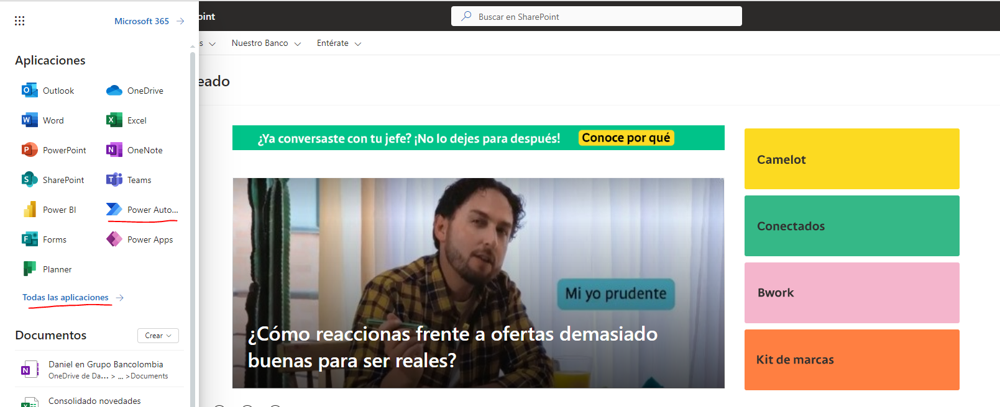 Microsoft 365
Aplicaciones
Outlook
OneDrive
Word
Excel
PowerPoint
OneNote
SharePoint
Teams
Power BI
Power Auto...
Forms
Power Apps
Planner
Todas las aplicaciones
Documentos
Crear
Daniel en Grupo Bancolombia
OneDrive de Da... > ... > Documents
Consolidado novedades
oint
Buscar en SharePoint
s
Nuestro Banco
Entérate
eado
¿Ya conversaste con tu jefe? ¡No lo dejes para después!
Conoce por qué
Mi yo prudente
¿Cómo reaccionas frente a ofertas demasiado
buenas para ser reales?
Camelot
Conectados
Bwork
Kit de marcas